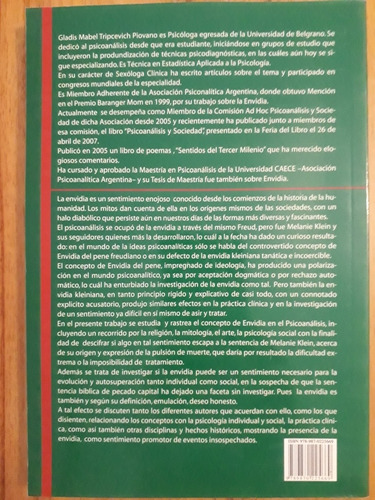 Gladis Mabel Tripcevich Piovano es Psicóloga egresada de la Universidad de Belgrano. Se
dedicó al psicoanálisis desde que era estudiante, iniciándose en grupos de estudio que
incluyeron la profundización de técnicas psicodiagnósticas, en las cuáles aún hoy se si-
gue especializando. Es Técnica en Estadística Aplicada a la Psicología.
En su carácter de Sexóloga Clínica ha escrito artículos sobre el tema y participado en
congresos mundiales de la especialidad.
Es Miembro Adherente de la Asociación Psiconalítica Argentina, donde obtuvo Mención
en el Premio Baranger Mom en 1999, por su trabajo sobre la Envidia.
Actualmente se desempeña como Miembro de la Comisión Ad Hoc Psicoanálisis y Socie-
dad de dicha Asociación desde 2005 y recientemente ha publicado junto a miembros de
esa comisión, el libro "Psicoanálisis y Sociedad", presentado en la Feria del Libro el 26 de
abril de 2007.
Publicó en 2005 un libro de poemas, "Sentidos del Tercer Milenio" que ha merecido elo-
giosos comentarios.
Ha cursado y aprobado la Maestría en Psicoanálisis de la Universidad CAECE –Asociación
Psicoanalítica Argentina– y su Tesis de Maestría fue también sobre Envidia.
La envidia es un sentimiento enojoso conocido desde los comienzos de la historia de la hu-
manidad. Los mitos dan cuenta de ella en los orígenes mismos de las sociedades, con un
halo diabólico que persiste aún en nuestros días de las formas más diversas y fascinantes.
El psicoanálisis se ocupó de la envidia a través del mismo Freud, pero fue Melanie Klein y
sus seguidores quienes más la desarrollaron, lo cuál a la fecha ha dado un curioso resulta-
do: en el mundo de la ideas psicoanalíticas sólo se habla del controvertido concepto de
Envidia del pene freudiano o en su defecto de la envidia kleiniana tanática e incoercible.
El concepto de Envidia del pene, impregnado de ideología, ha producido una polariza-
ción en el mundo psicoanalítico, ya sea por aceptación dogmática o por rechazo auto-
mático, lo cuál ha enturbiado la investigación de la envidia como tal. Pero también la en-
vidia kleiniana, en tanto principio rígido y explicativo de casi todo, con un connotado
explícito acusatorio, produjo similares efectos en la práctica clínica y en la investigación
de un sentimiento ya difícil en sí mismo de asir y tratar.
En el presente trabajo se estudia y rastrea el concepto de Envidia en el Psicoanálisis, in-
cluyendo un recorrido por la religión, la mitología, el arte, la psicología social con la finali-
dad de descifrar si algo en tal sentimiento escapa a la sentencia de Melanie Klein, acerca
de su origen y expresión de la pulsión de muerte, que daría por resultado la dificultad ex-
trema o la imposibilidad de tratamiento.
Además se trata de investigar si la envidia puede ser un sentimiento necesario para la
evolución y autosuperación tanto individual como social, en la sospecha de que la sen-
tencia bíblica de pecado capital ha dejado una faceta sin investigar. Pues la envidia es
también y según su definición, emulación, deseo honesto.
A tal efecto se discuten tanto los diferentes autores que acuerdan con ello, como los que
disienten, relacionando los conceptos con la psicología individual y social, la práctica clíni-
ca, como así también otras disciplinas y hechos históricos, mostrando la presencia de la
envidia, como sentimiento promotor de eventos insospechados.